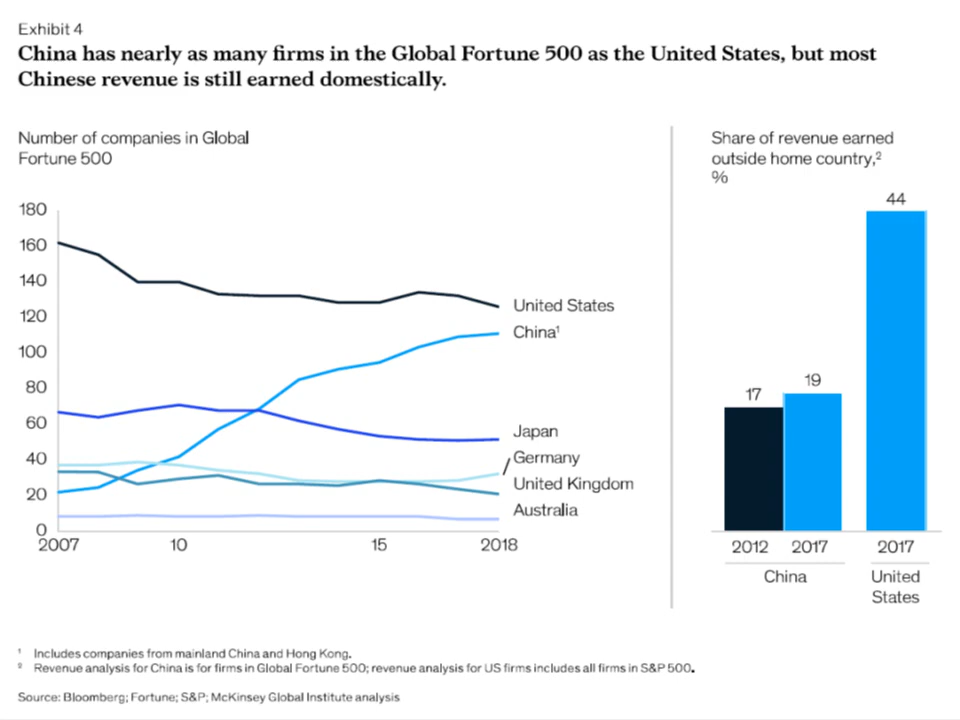 Exhibit 4
China has nearly as many firms in the Global Fortune 500 as the United States, but most
Chinese revenue is still earned domestically.
Number of companies in Global
Fortune 500
180
160
140
120
100
80
60
40
20
0
2007
10
15
2018
United States
China¹
Japan
Germany
United Kingdom
Australia
Share of revenue earned
outside home country,²
%
17
19
44
2012
2017
2017
China
United
States
¹ Includes companies from mainland China and Hong Kong.
² Revenue analysis for China is for firms in Global Fortune 500; revenue analysis for US firms includes all firms in S&P 500.
Source: Bloomberg; Fortune; S&P; McKinsey Global Institute analysis